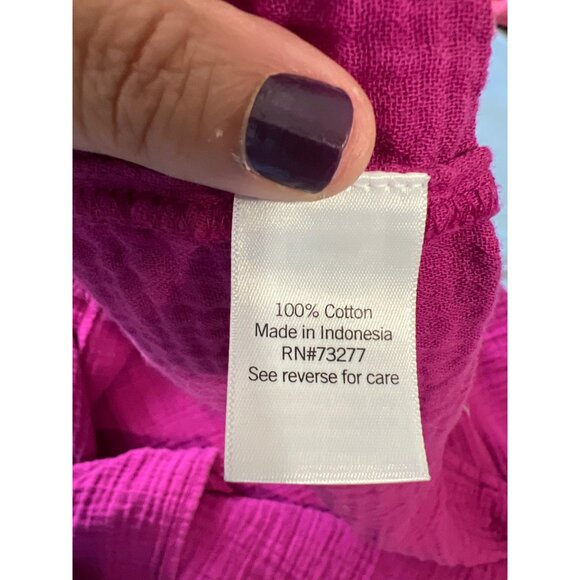 100% Cotton
Made in Indonesia
RN#73277
See reverse for care